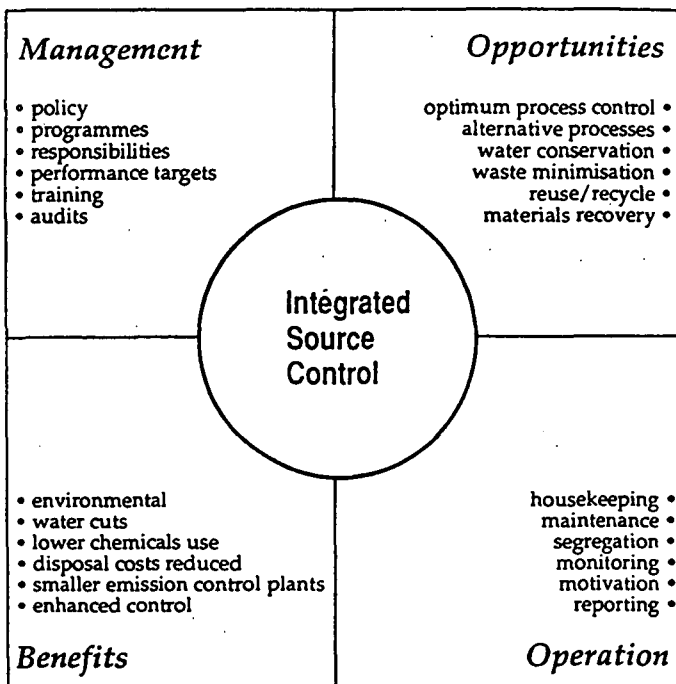 Management
• policy
• programmes
• responsibilities
• performance targets
• training
• audits
Opportunities
optimum process control •
alternative processes •
water conservation •
waste minimisation •
reuse/recycle •
materials recovery •
Intégrated
Source
Control
• environmental
• water cuts
• lower chemicals use
• disposal costs reduced
• smaller emission control plants
• enhanced control
Benefits
housekeeping •
maintenance •
segregation •
monitoring •
motivation •
reporting •
Operation